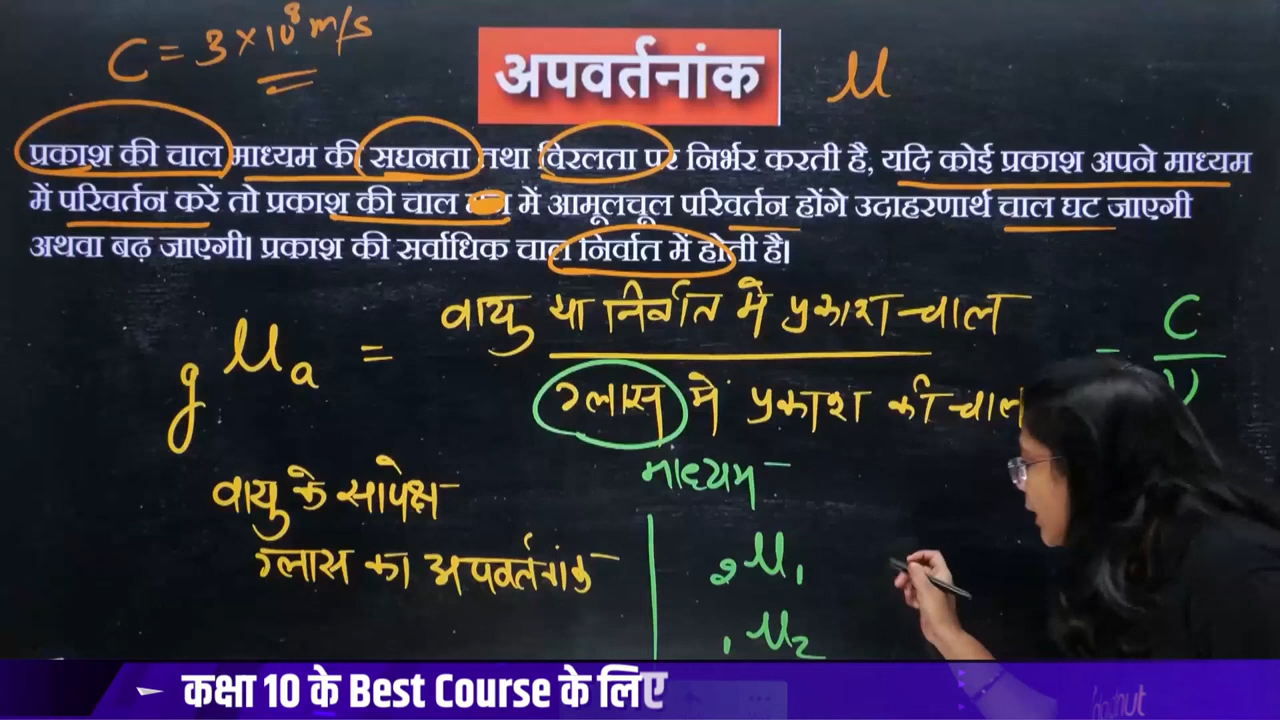 C = 3 × 10⁸ m/s
अपवर्तनांक
μ
प्रकाश की चाल माध्यम की सघनता तथा विरलता पर निर्भर करती है, यदि कोई प्रकाश अपने माध्यम
में परिवर्तन करें तो प्रकाश की चाल में आमूलचूल परिवर्तन होंगे उदाहरणार्थ चाल घट जाएगी
अथवा बढ़ जाएगी। प्रकाश की सर्वाधिक चाल निर्वात में होती है।
gμa = वायु या निर्वात में प्रकाश चाल
ग्लास में प्रकाश की चाल
= C
V
वायु के सापेक्ष
ग्लास का अपवर्तनांक
माध्यम
2μ1
1μ2
कक्षा 10 के Best Course के लिए